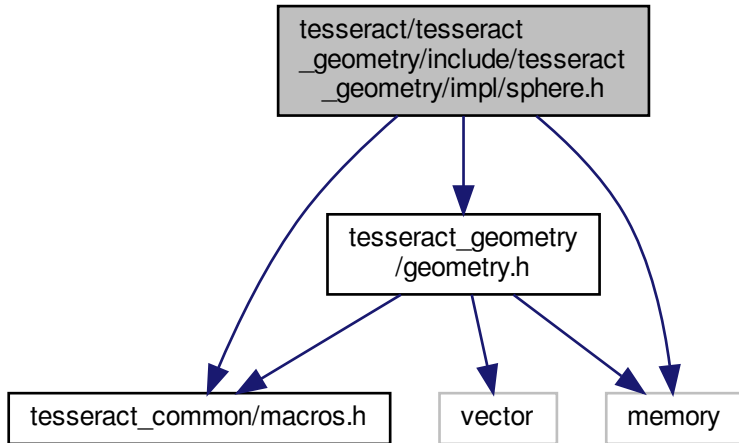 tesseract/tesseract
_geometry/include/tesseract
_geometry/impl/sphere.h
tesseract_geometry
/geometry.h
tesseract_common/macros.h
vector
memory